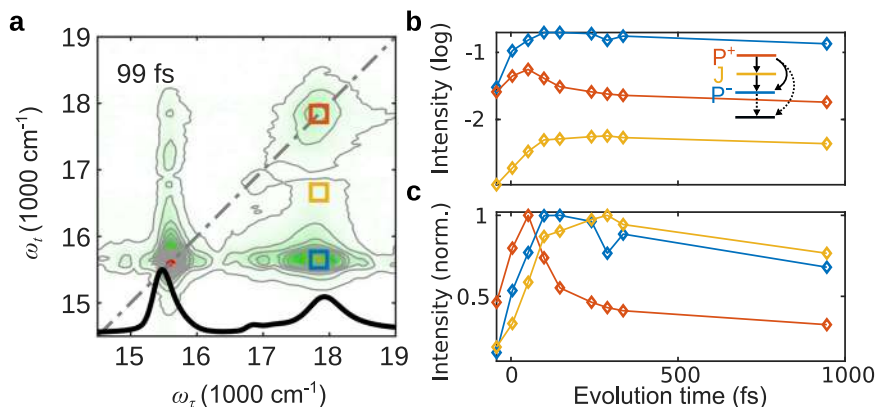 a
99 fs
19
18
17
16
15
ω_t (1000 cm⁻¹)
15 16 17 18 19
ω_τ (1000 cm⁻¹)
b
Intensity (log)
-1
-2
P⁺
J
P⁻
c
Intensity (norm.)
1
0.5
0 500 1000
Evolution time (fs)